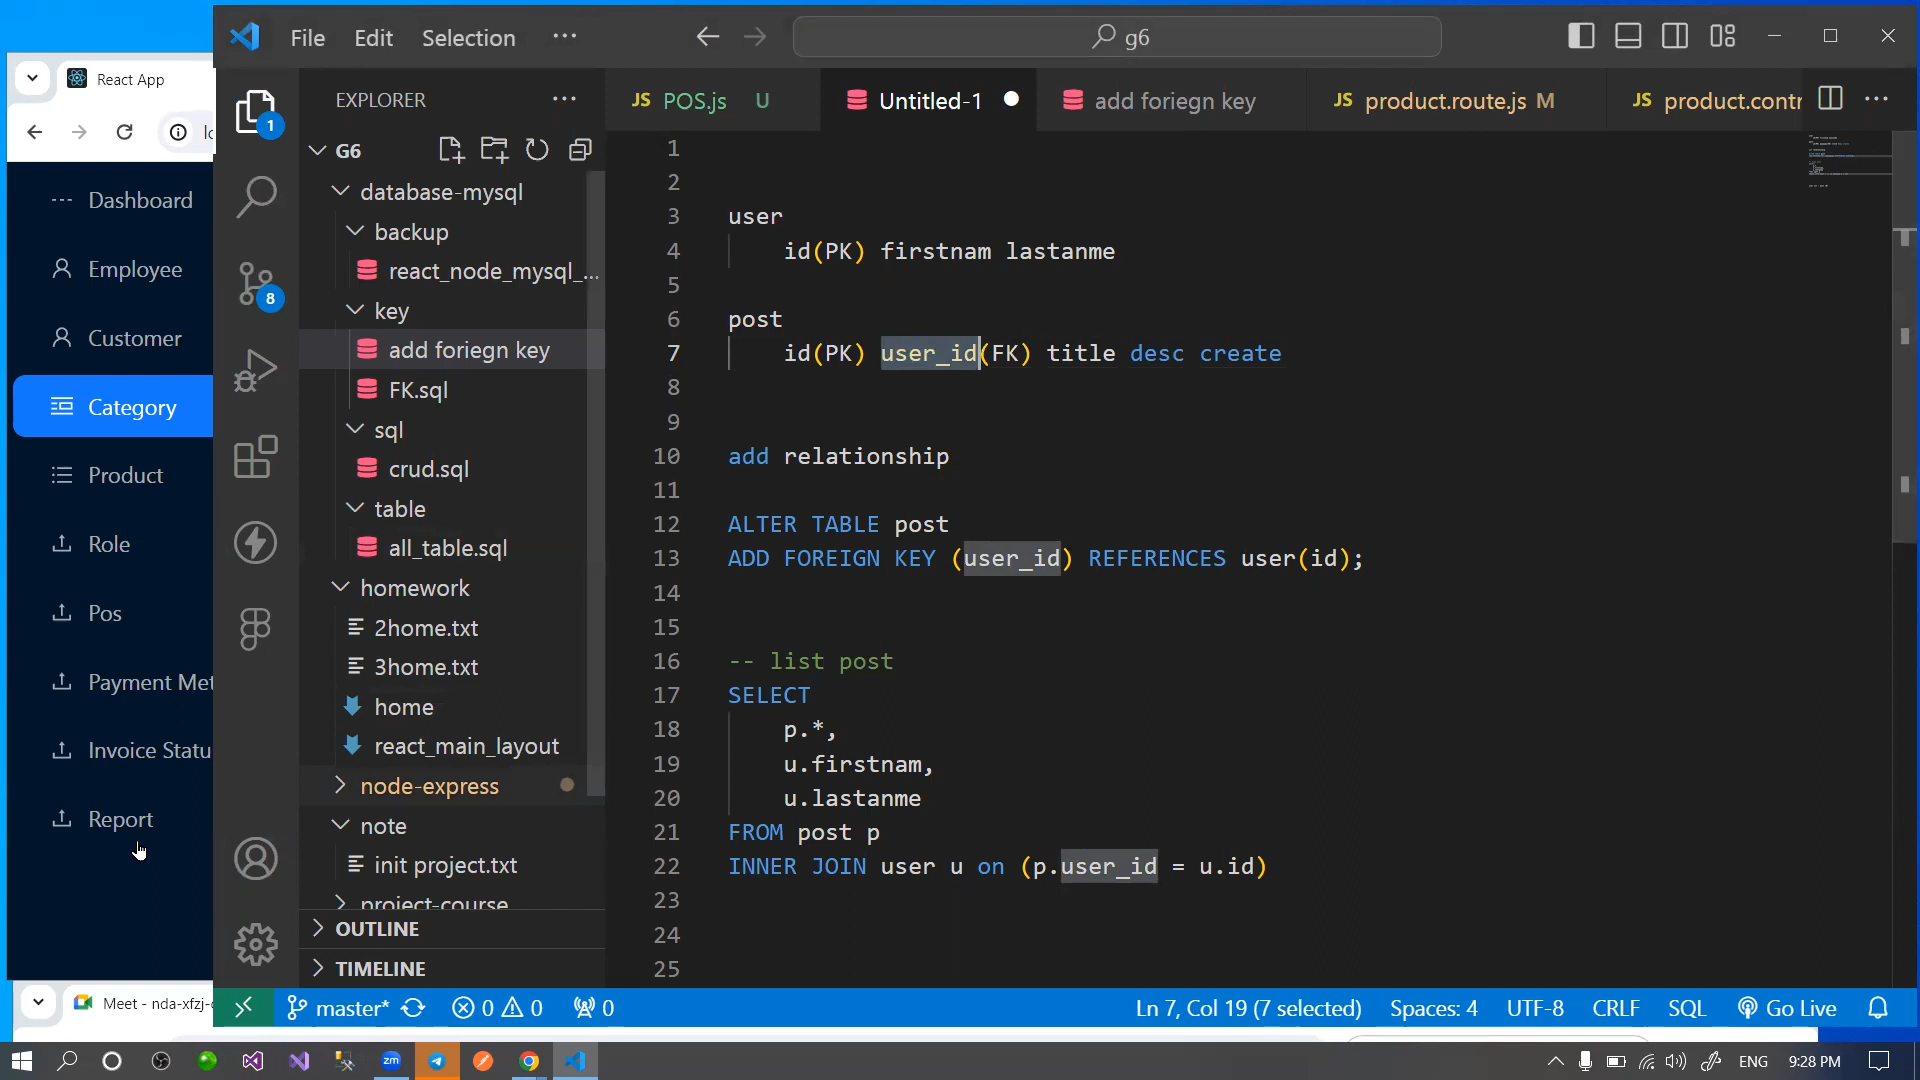 File
Edit
Selection
g6
React App
EXPLORER
POS.js
U
Untitled-1
add foriegn key
product.route.js M
product.contr
G6
database-mysql
backup
react_node_mysql_...
key
add foriegn key
FK.sql
sql
crud.sql
table
all_table.sql
homework
2home.txt
3home.txt
home
react_main_layout
node-express
note
init project.txt
project-course
OUTLINE
TIMELINE
Dashboard
Employee
Customer
Category
Product
Role
Pos
Payment Met
Invoice Statu
Report
1
8
1
2
3 user
4 id(PK) firstnam lastanme
5
6 post
7 id(PK) user_id(FK) title desc create
8
9
10 add relationship
11
12 ALTER TABLE post
13 ADD FOREIGN KEY (user_id) REFERENCES user(id);
14
15
16 -- list post
17 SELECT
18 p.*,
19 u.firstnam,
20 u.lastanme
21 FROM post p
22 INNER JOIN user u on (p.user_id = u.id)
23
24
25
Meet - nda-xfzj-
master*
0
0
0
Ln 7, Col 19 (7 selected)
Spaces: 4
UTF-8
CRLF
SQL
Go Live
zm
ENG
9:28 PM